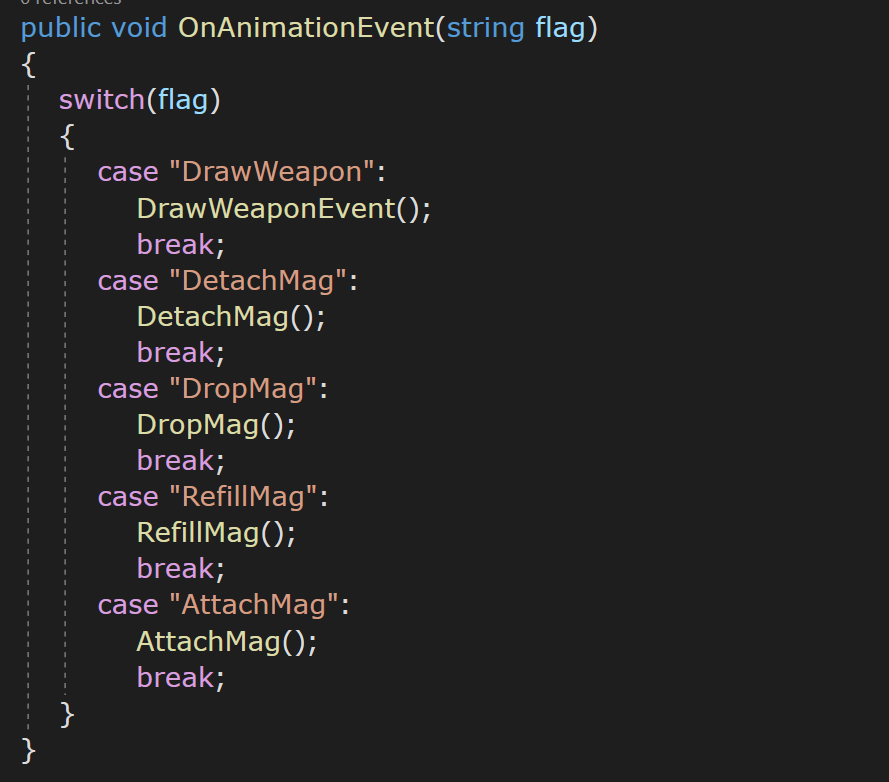 0 references
public void OnAnimationEvent(string flag)
{
switch(flag)
{
case "DrawWeapon":
DrawWeaponEvent();
break;
case "DetachMag":
DetachMag();
break;
case "DropMag":
DropMag();
break;
case "RefillMag":
RefillMag();
break;
case "AttachMag":
AttachMag();
break;
}
}